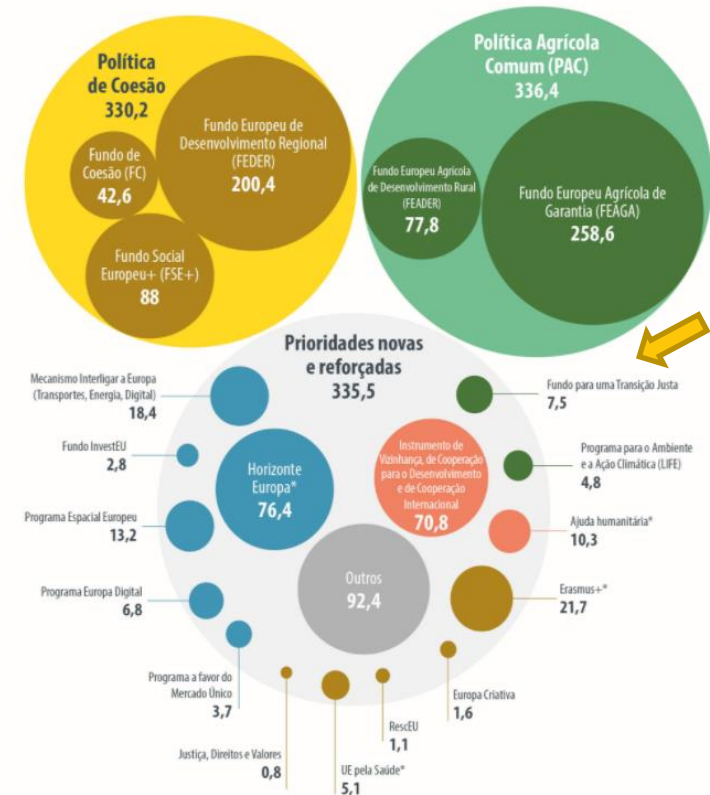 Política
de Coesão
330,2
Fundo Europeu de
Desenvolvimento Regional
(FEDER)
200,4
Fundo de
Coesão (FC)
42,6
Fundo Social
Europeu+ (FSE+)
88
Política Agrícola
Comum (PAC)
336,4
Fundo Europeu Agrícola
de Desenvolvimento Rural
(FEADER)
77,8
Fundo Europeu Agrícola de
Garantia (FEAGA)
258,6
Prioridades novas
e reforçadas
335,5
Mecanismo Interligar a Europa
(Transportes, Energia, Digital)
18,4
Fundo InvestEU
2,8
Programa Espacial Europeu
13,2
Programa Europa Digital
6,8
Programa a favor do
Mercado Único
3,7
Justiça, Direitos e Valores
0,8
UE pela Saúde*
5,1
RescEU
1,1
Europa Criativa
1,6
Erasmus+*
21,7
Ajuda humanitária*
10,3
Programa para o Ambiente
e a Ação Climática (LIFE)
4,8
Fundo para uma Transição Justa
7,5
Horizonte
Europa*
76,4
Instrumento de
Vizinhança, de Cooperação
para o Desenvolvimento
e de Cooperação
Internacional
70,8
Outros
92,4